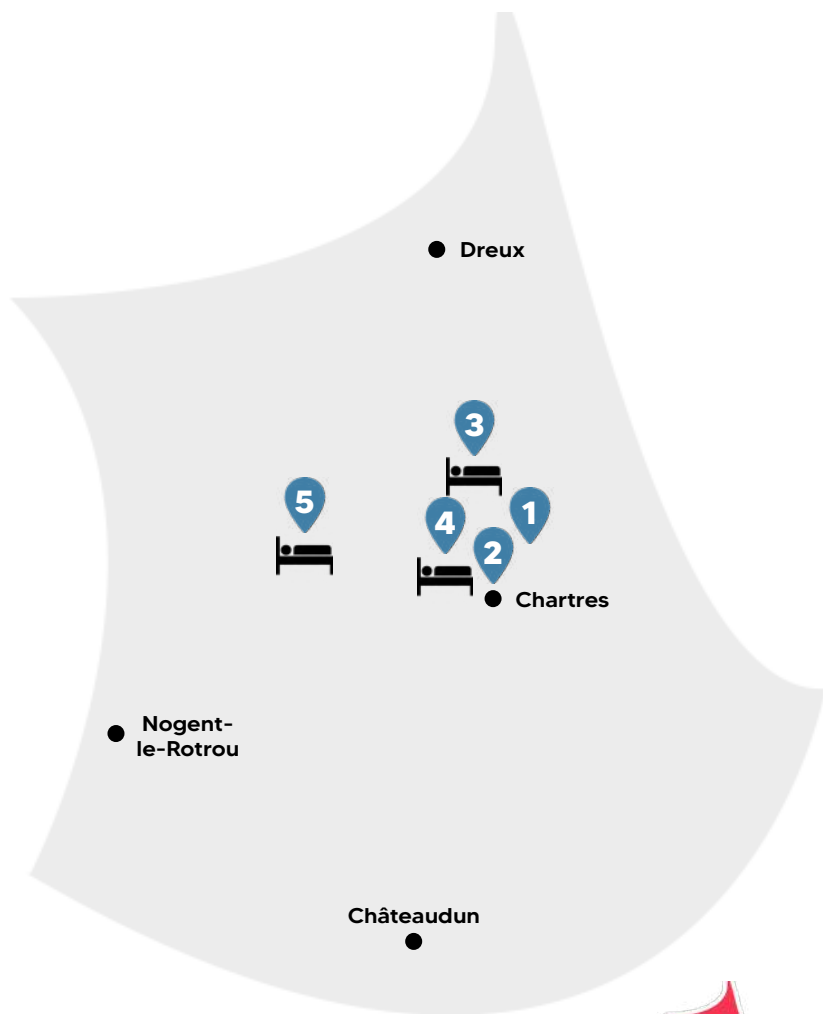 Dreux
3
5
1
4
2
Chartres
Nogent-
le-Rotrou
Châteaudun